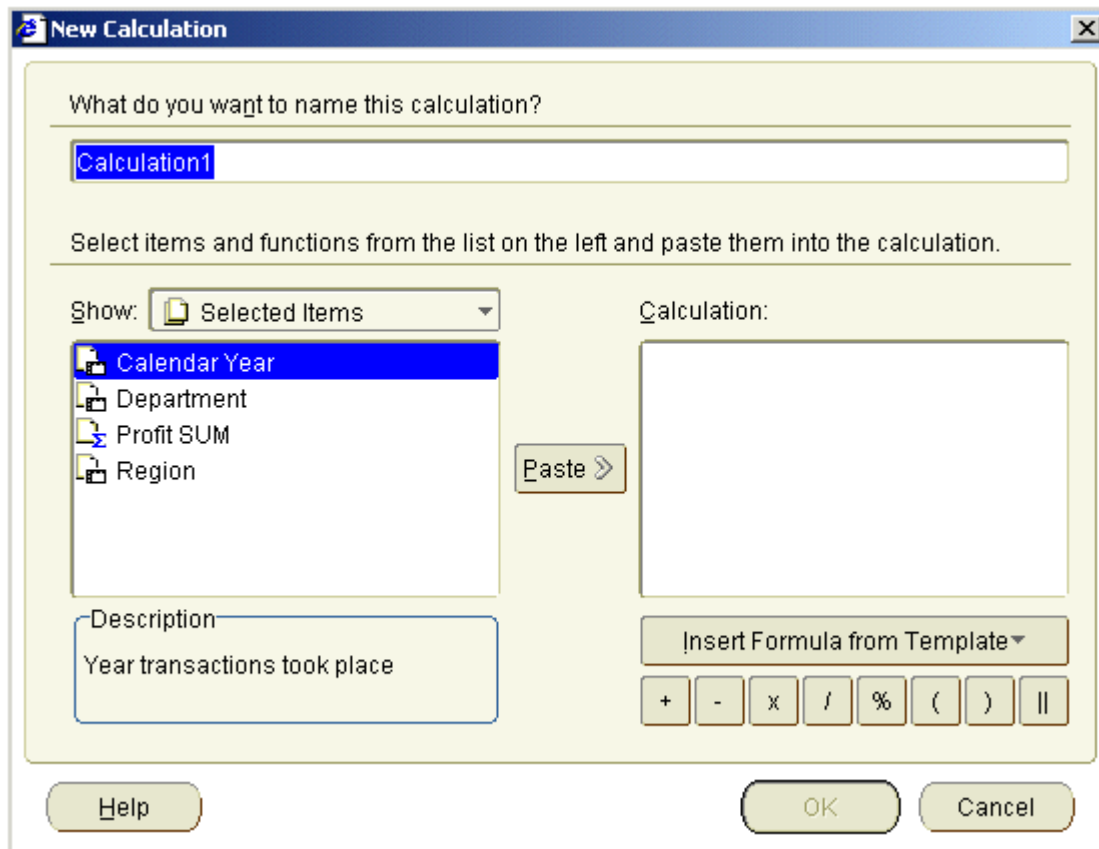 New Calculation
What do you want to name this calculation?
Calculation1
Select items and functions from the list on the left and paste them into the calculation.
Show: Selected Items
Calculation:
Calendar Year
Department
Profit SUM
Region
Paste
Description
Year transactions took place
Insert Formula from Template
+ - x / % ( ) ||
Help OK Cancel